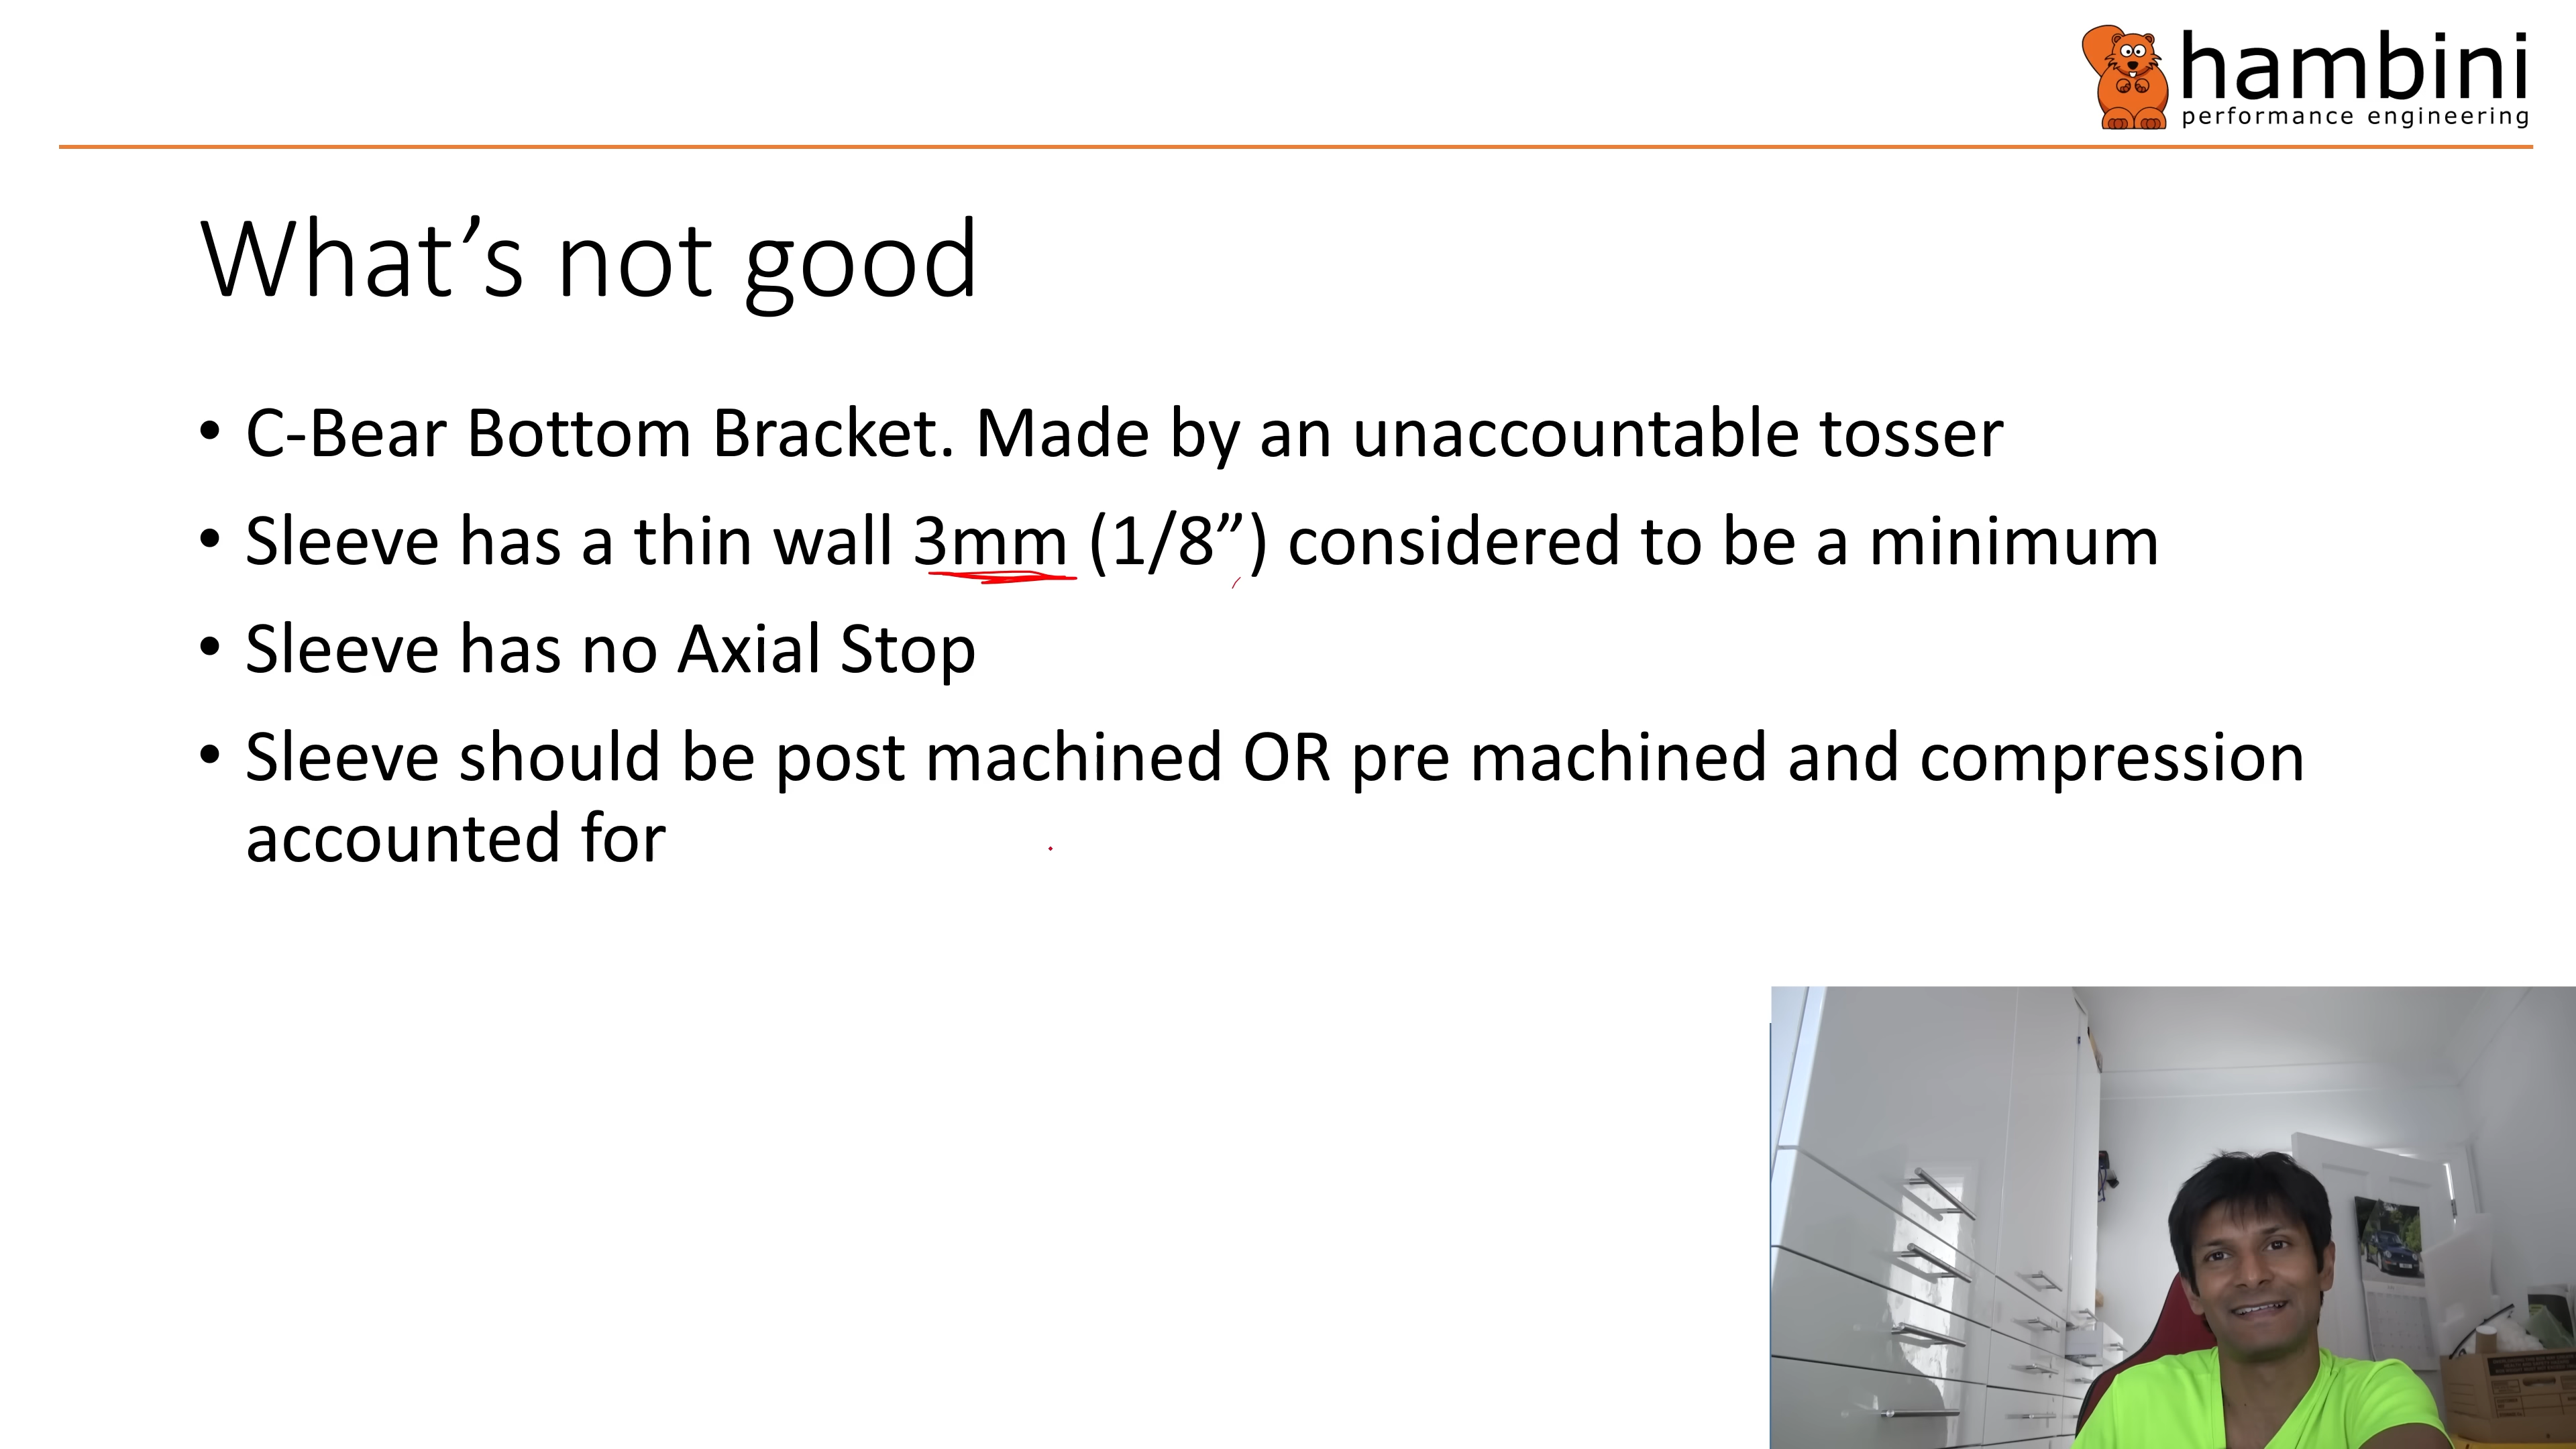 hambini
performance engineering
What’s not good
• C-Bear Bottom Bracket. Made by an unaccountable tosser
• Sleeve has a thin wall 3mm (1/8”) considered to be a minimum
• Sleeve has no Axial Stop
• Sleeve should be post machined OR pre machined and compression
accounted for